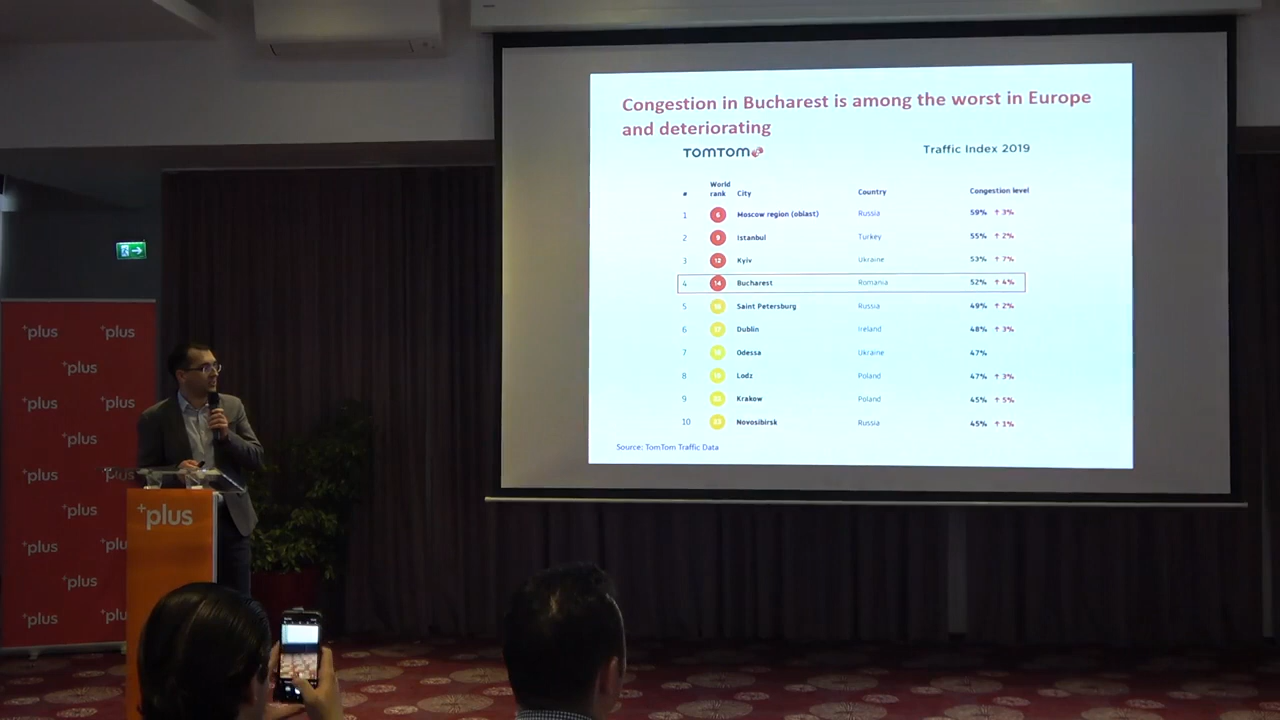 Congestion in Bucharest is among the worst in Europe
and deteriorating
TOMTOM Traffic Index 2019
# World rank City Country Congestion level
1 6 Moscow region (oblast) Russia 59% ↑ 3%
2 9 Istanbul Turkey 55% ↑ 2%
3 12 Kyiv Ukraine 53% ↑ 7%
4 14 Bucharest Romania 52% ↑ 4%
5 Saint Petersburg Russia 49% ↑ 2%
6 Dublin Ireland 48% ↑ 3%
7 Odessa Ukraine 47%
8 Lodz Poland 47% ↑ 3%
9 Krakow Poland 45% ↑ 5%
10 Novosibirsk Russia 45% ↑ 1%
Source: TomTom Traffic Data
+plus +plus
+plus
+plus +plus
+plus
+plus +plus
+plus
+plus +plu
+plus
+plus +plu
+plus